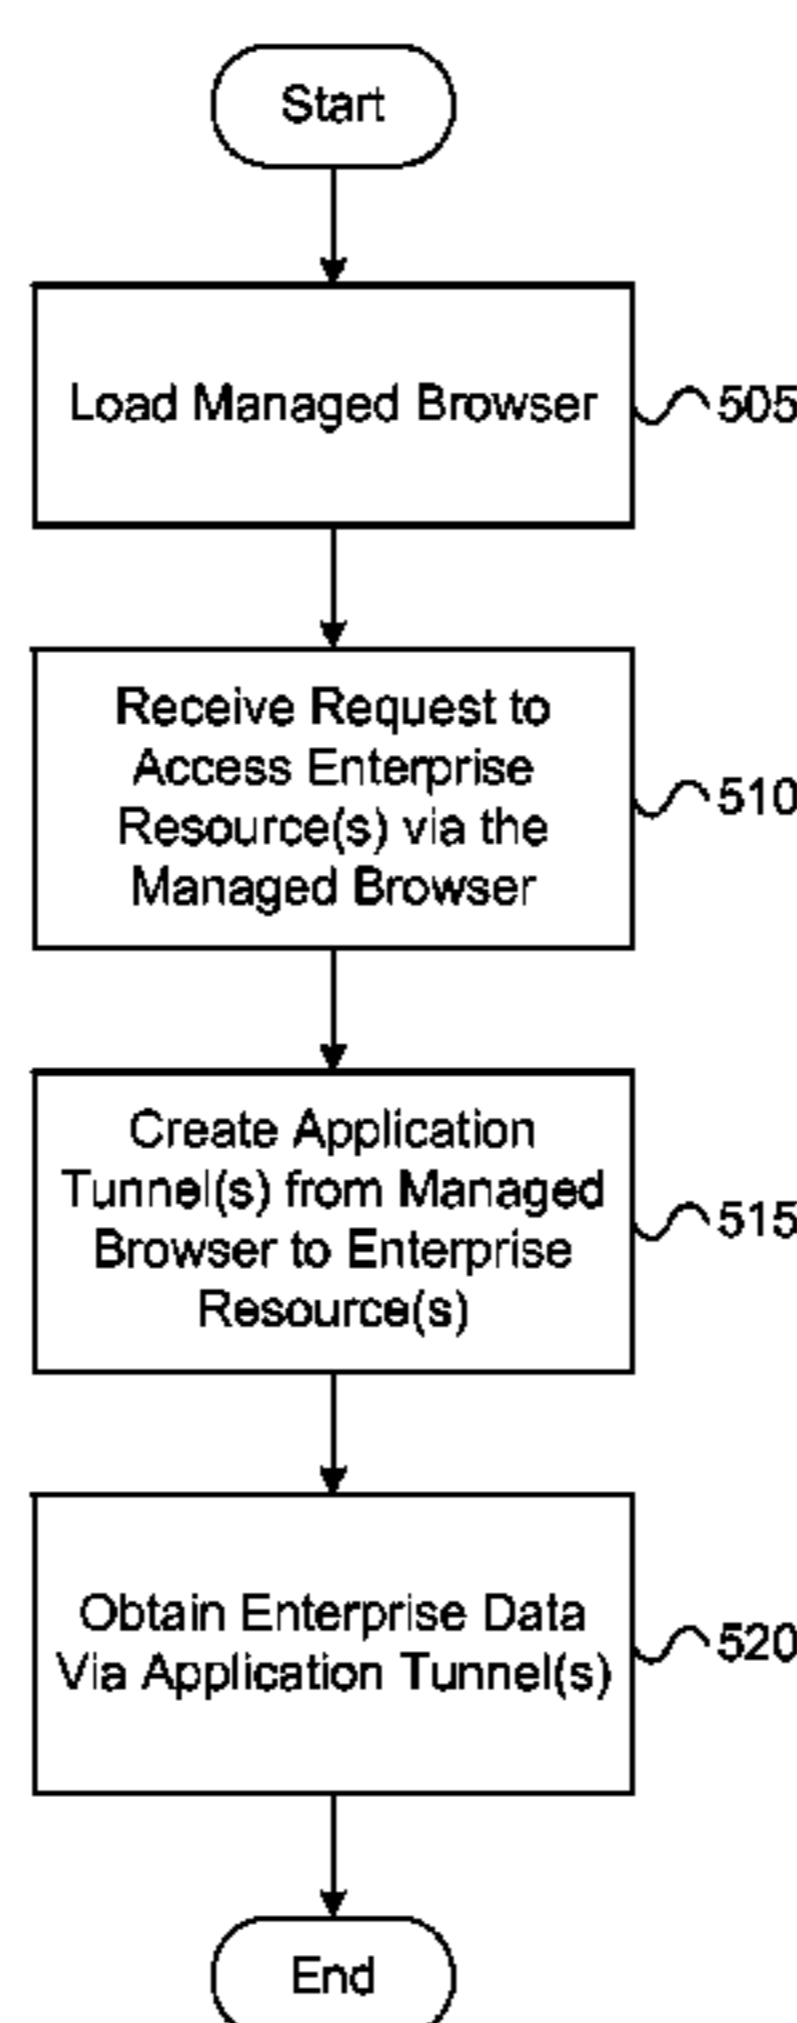 Start
Load Managed Browser
505
Receive Request to
Access Enterprise
Resource(s) via the
Managed Browser
510
Create Application
Tunnel(s) from Managed
Browser to Enterprise
Resource(s)
515
Obtain Enterprise Data
Via Application Tunnel(s)
520
End